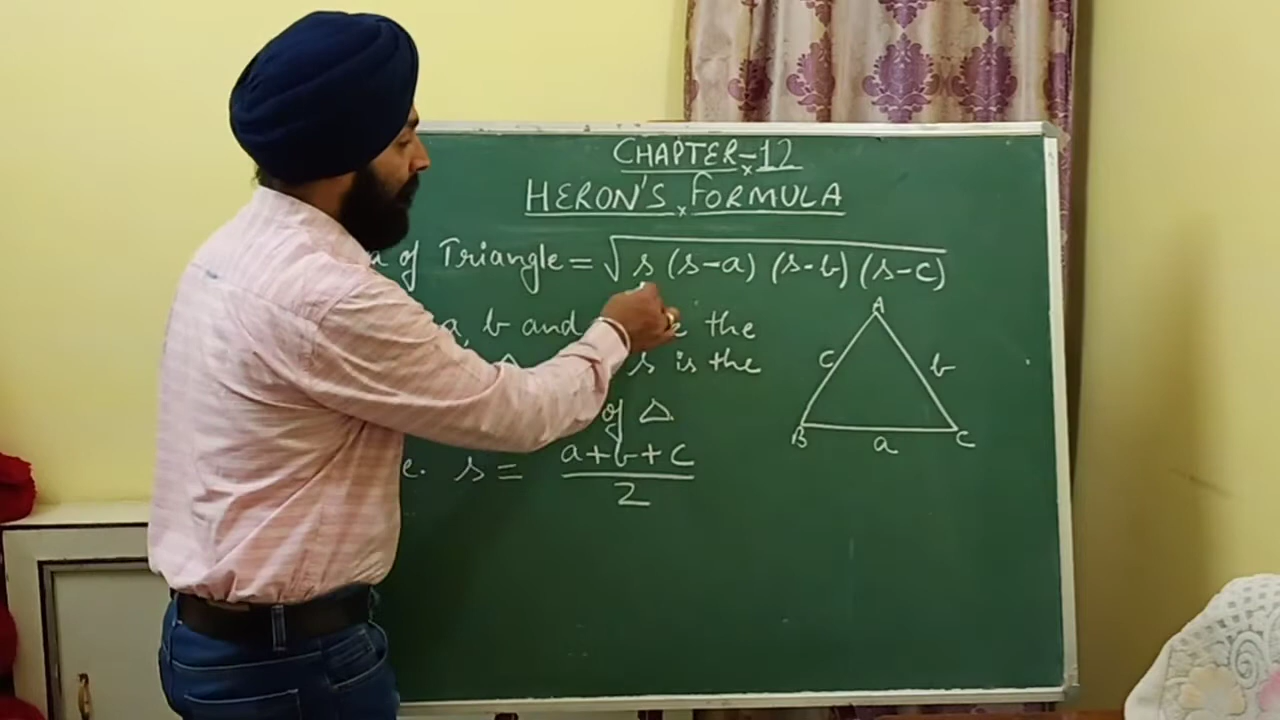 CHAPTER-12
HERON'S FORMULA
of Triangle = √s (s-a) (s-b) (s-c)
a, b and the
s is the
of △
s = a+b+c
2
A
c b
B a C